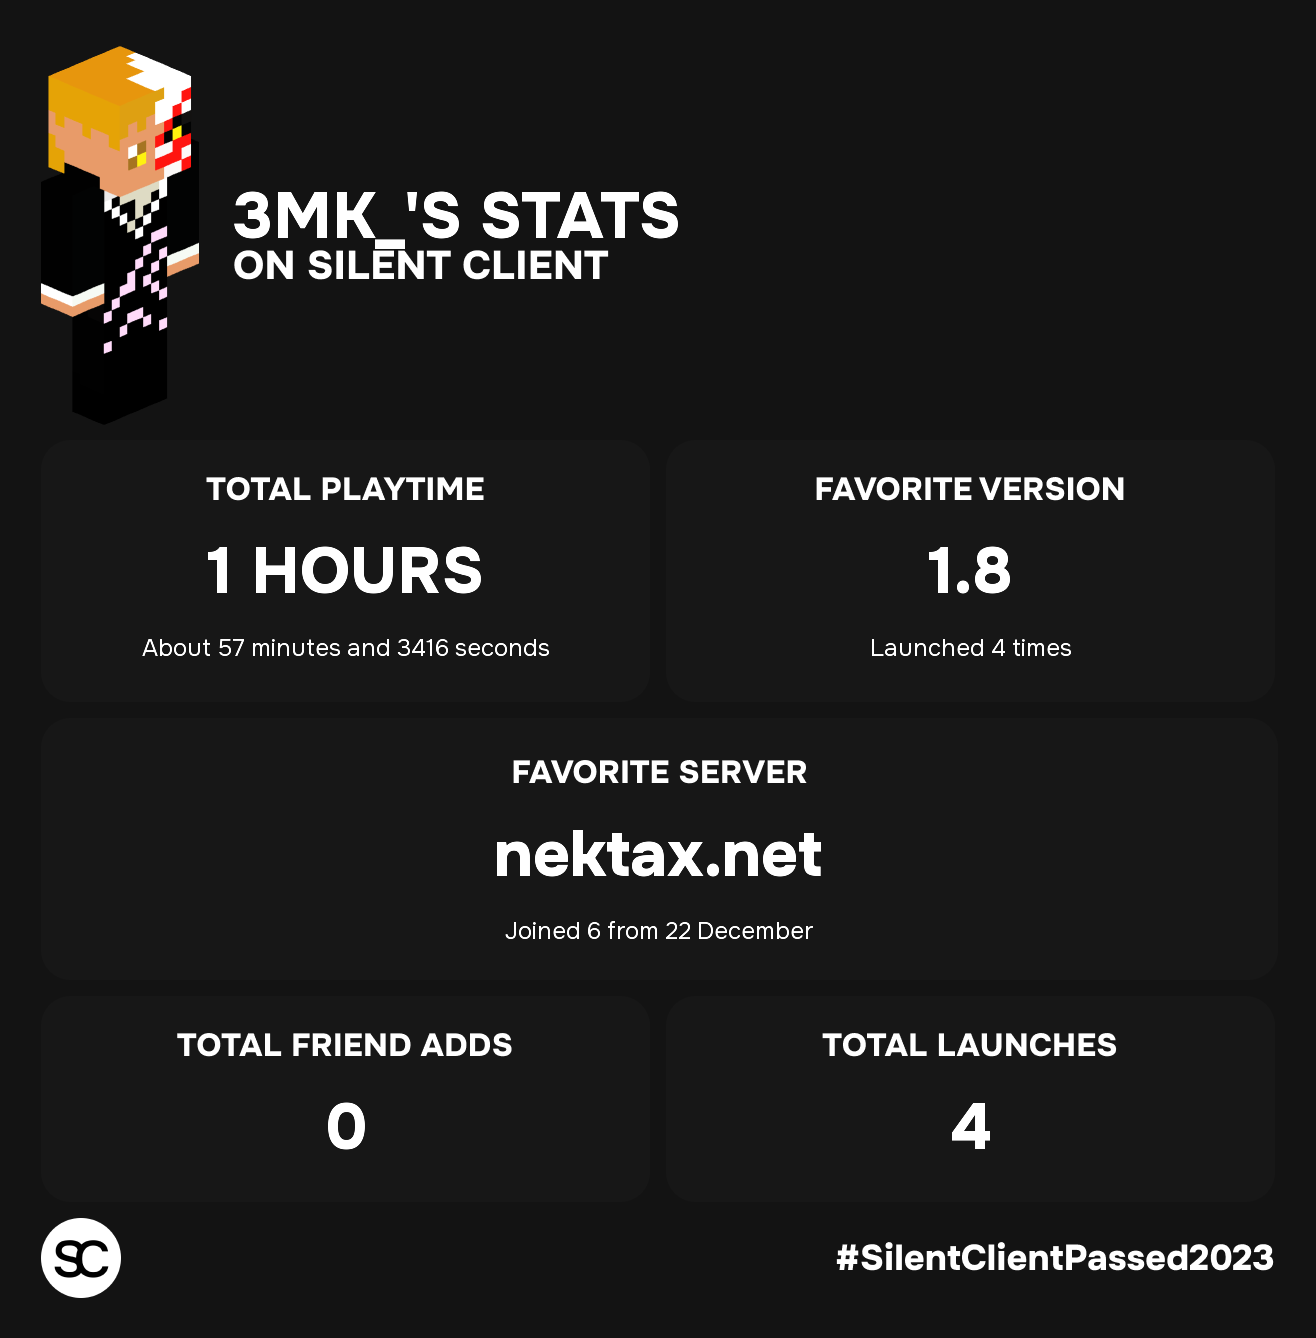 3MK_'S STATS
ON SILENT CLIENT
TOTAL PLAYTIME
1 HOURS
About 57 minutes and 3416 seconds
FAVORITE VERSION
1.8
Launched 4 times
FAVORITE SERVER
nektax.net
Joined 6 from 22 December
TOTAL FRIEND ADDS
0
TOTAL LAUNCHES
4
SC
#SilentClientPassed2023